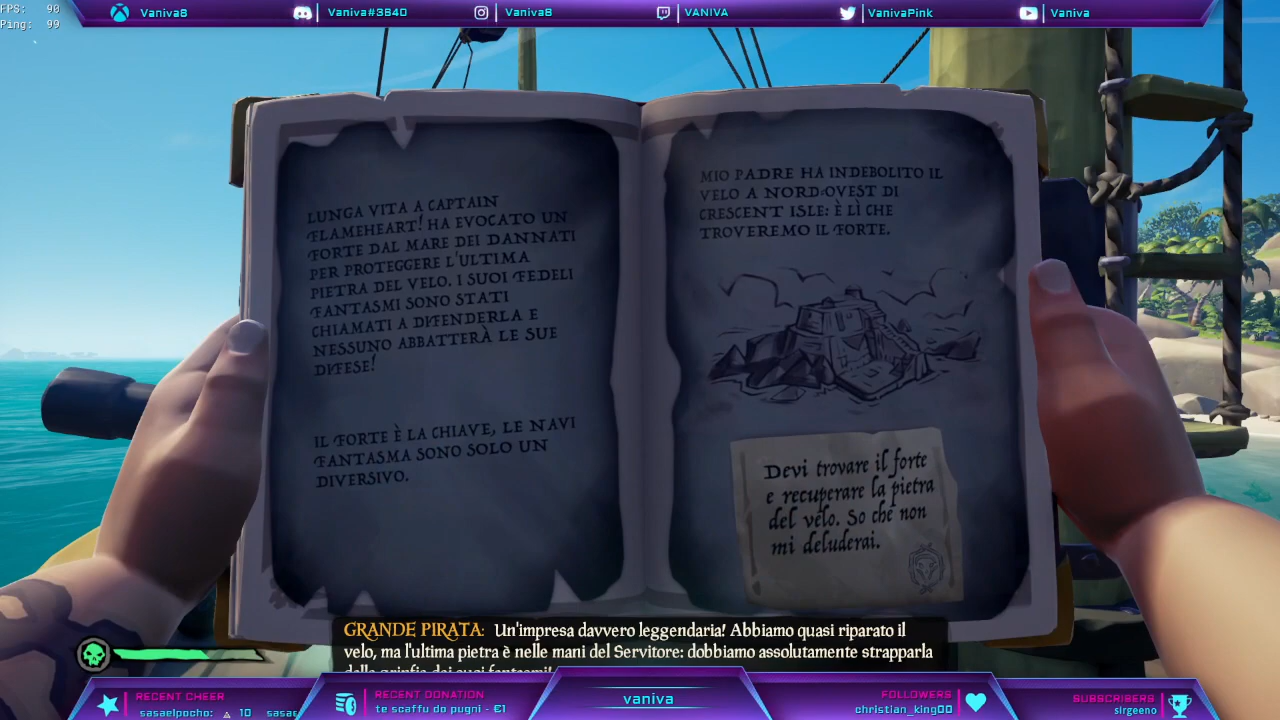 FPS: 90
Ping: 99
Vaniva8
Vaniva#3840
Vaniva8
VANIVA
VanivaPink
Vaniva
LUNGA VITA A CAPTAIN
FLAMEHEART! HA EVOCATO UN
FORTE DAL MARE DEI DANNATI
PER PROTEGGERE L'ULTIMA
PIETRA DEL VELO. I SUOI FEDELI
FANTASMI SONO STATI
CHIAMATI A DIFENDERLA E
NESSUNO ABBATTERÀ LE SUE
DIFESE!
IL FORTE È LA CHIAVE, LE NAVI
FANTASMA SONO SOLO UN
DIVERSIVO.
MIO PADRE HA INDEBOLITO IL
VELO A NORD-OVEST DI
CRESCENT ISLE: È LÌ CHE
TROVEREMO IL FORTE.
Devi trovare il forte
e recuperare la pietra
del velo. So che non
mi deluderai.
GRANDE PIRATA: Un'impresa davvero leggendaria! Abbiamo quasi riparato il
velo, ma l'ultima pietra è nelle mani del Servitore: dobbiamo assolutamente strapparla
dalle grinfie dei suoi fantasmi!
RECENT CHEER
sasaelpocho: 10 sasae
RECENT DONATION
te scaffu do pugni - €1
vaniva
FOLLOWERS
christian_king00
SUBSCRIBERS
sirgeeno